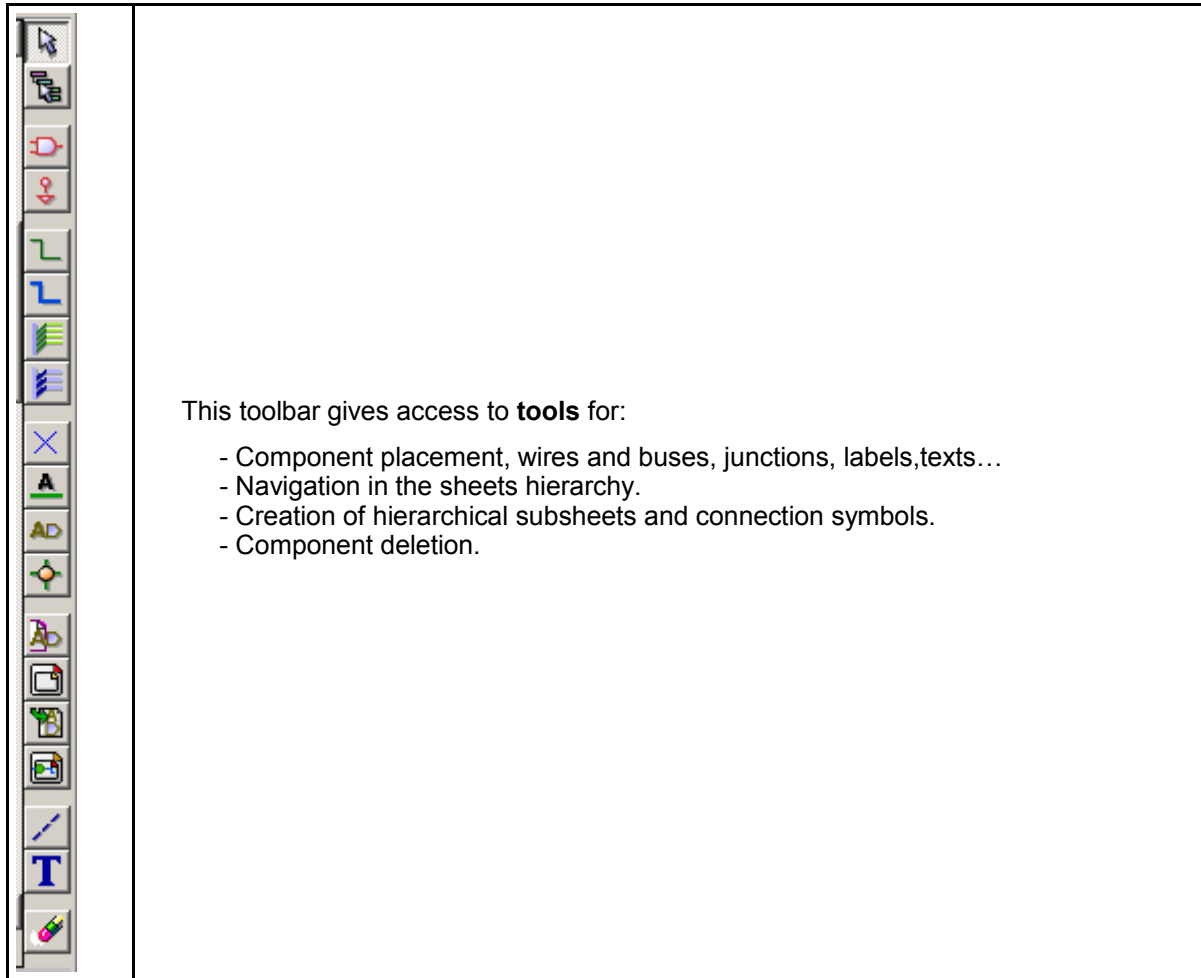 A
AD
A
T
This toolbar gives access to tools for:
- Component placement, wires and buses, junctions, labels,texts…
- Navigation in the sheets hierarchy.
- Creation of hierarchical subsheets and connection symbols.
- Component deletion.